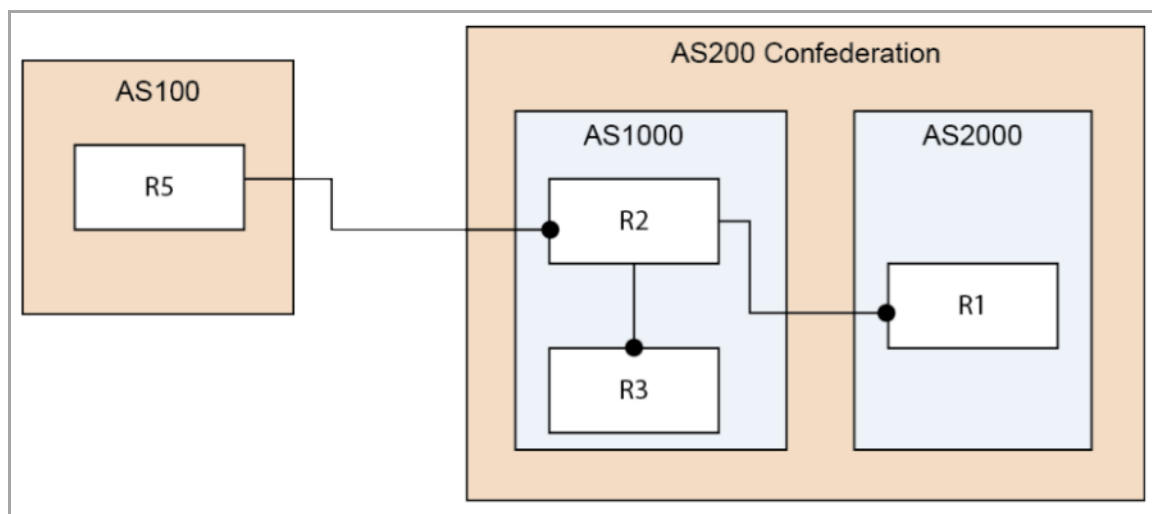 AS200 Confederation
AS100
AS1000
AS2000
R5
R2
R1
R3